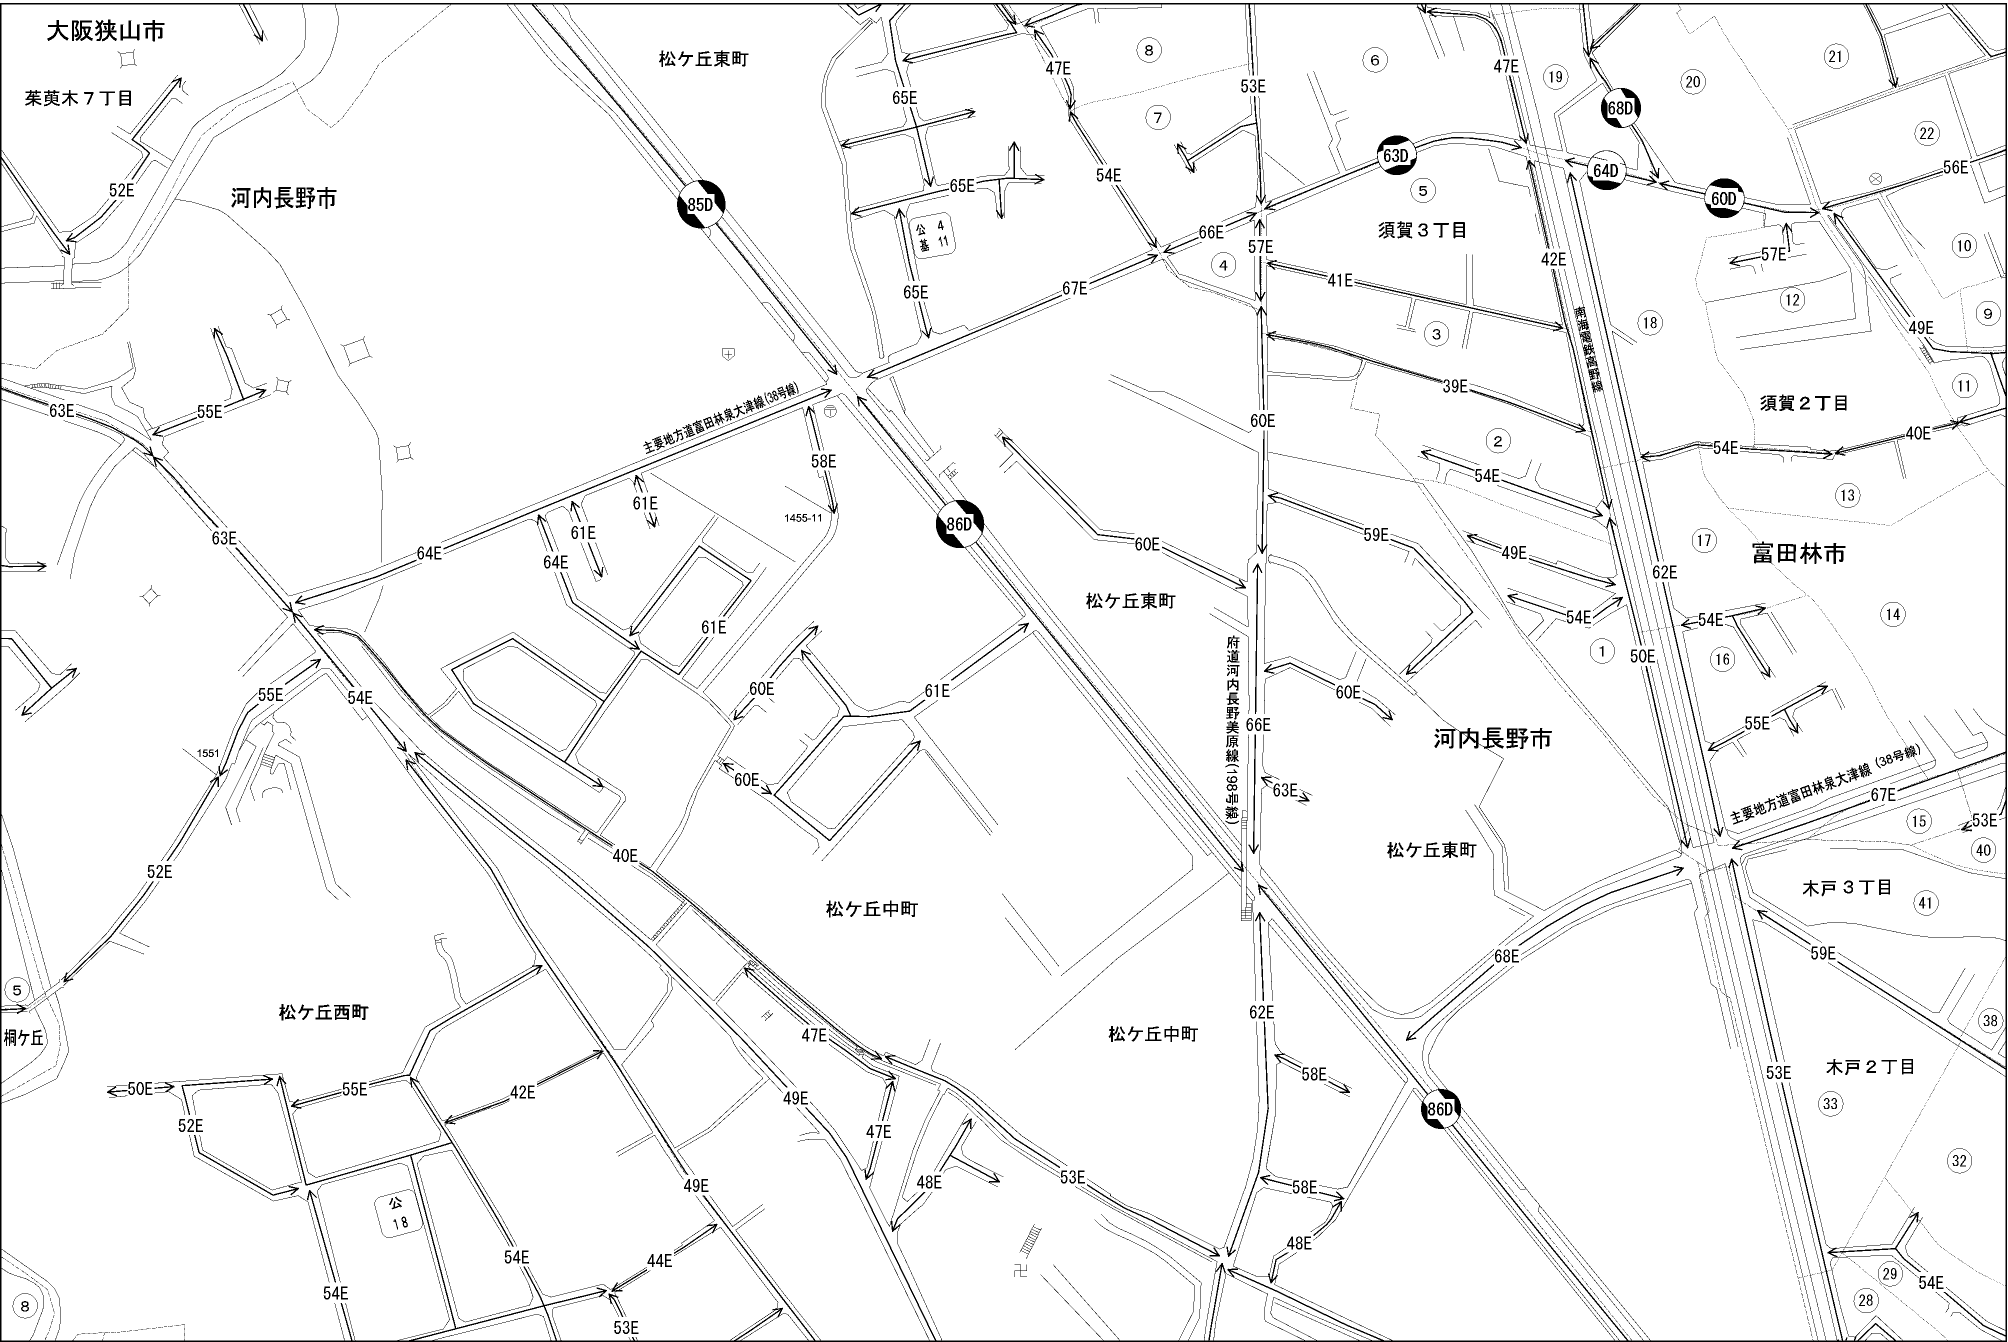 大阪狭山市
茱萸木7丁目
河内長野市
52E
松ケ丘東町
85D
65E
65E
65E
公 4
基 11
47E
54E
8
7
53E
6
47E
19
68D
20
21
22
63D
5
64D
60D
56E
66E
57E
4
須賀3丁目
42E
57E
10
67E
41E
3
18
12
9
49E
南海電鉄高野線
39E
11
63E
55E
主要地方道富田林泉大津線(38号線)
58E
60E
須賀2丁目
2
54E
54E
40E
13
63E
64E
61E
61E
64E
1455-11
86D
60E
59E
49E
17
富田林市
62E
61E
松ケ丘東町
54E
54E
14
1
50E
16
55E
54E
60E
61E
府道河内長野美原線(198号線)
66E
60E
河内長野市
55E
1551
60E
63E
主要地方道富田林泉大津線(38号線)
67E
53E
15
40
52E
40E
松ケ丘東町
木戸3丁目
41
松ケ丘中町
68E
59E
5
桐ケ丘
松ケ丘西町
47E
62E
松ケ丘中町
38
50E
55E
42E
49E
58E
53E
木戸2丁目
33
86D
52E
47E
48E
53E
58E
32
公
18
49E
54E
44E
48E
54E
53E
29
54E
28
8